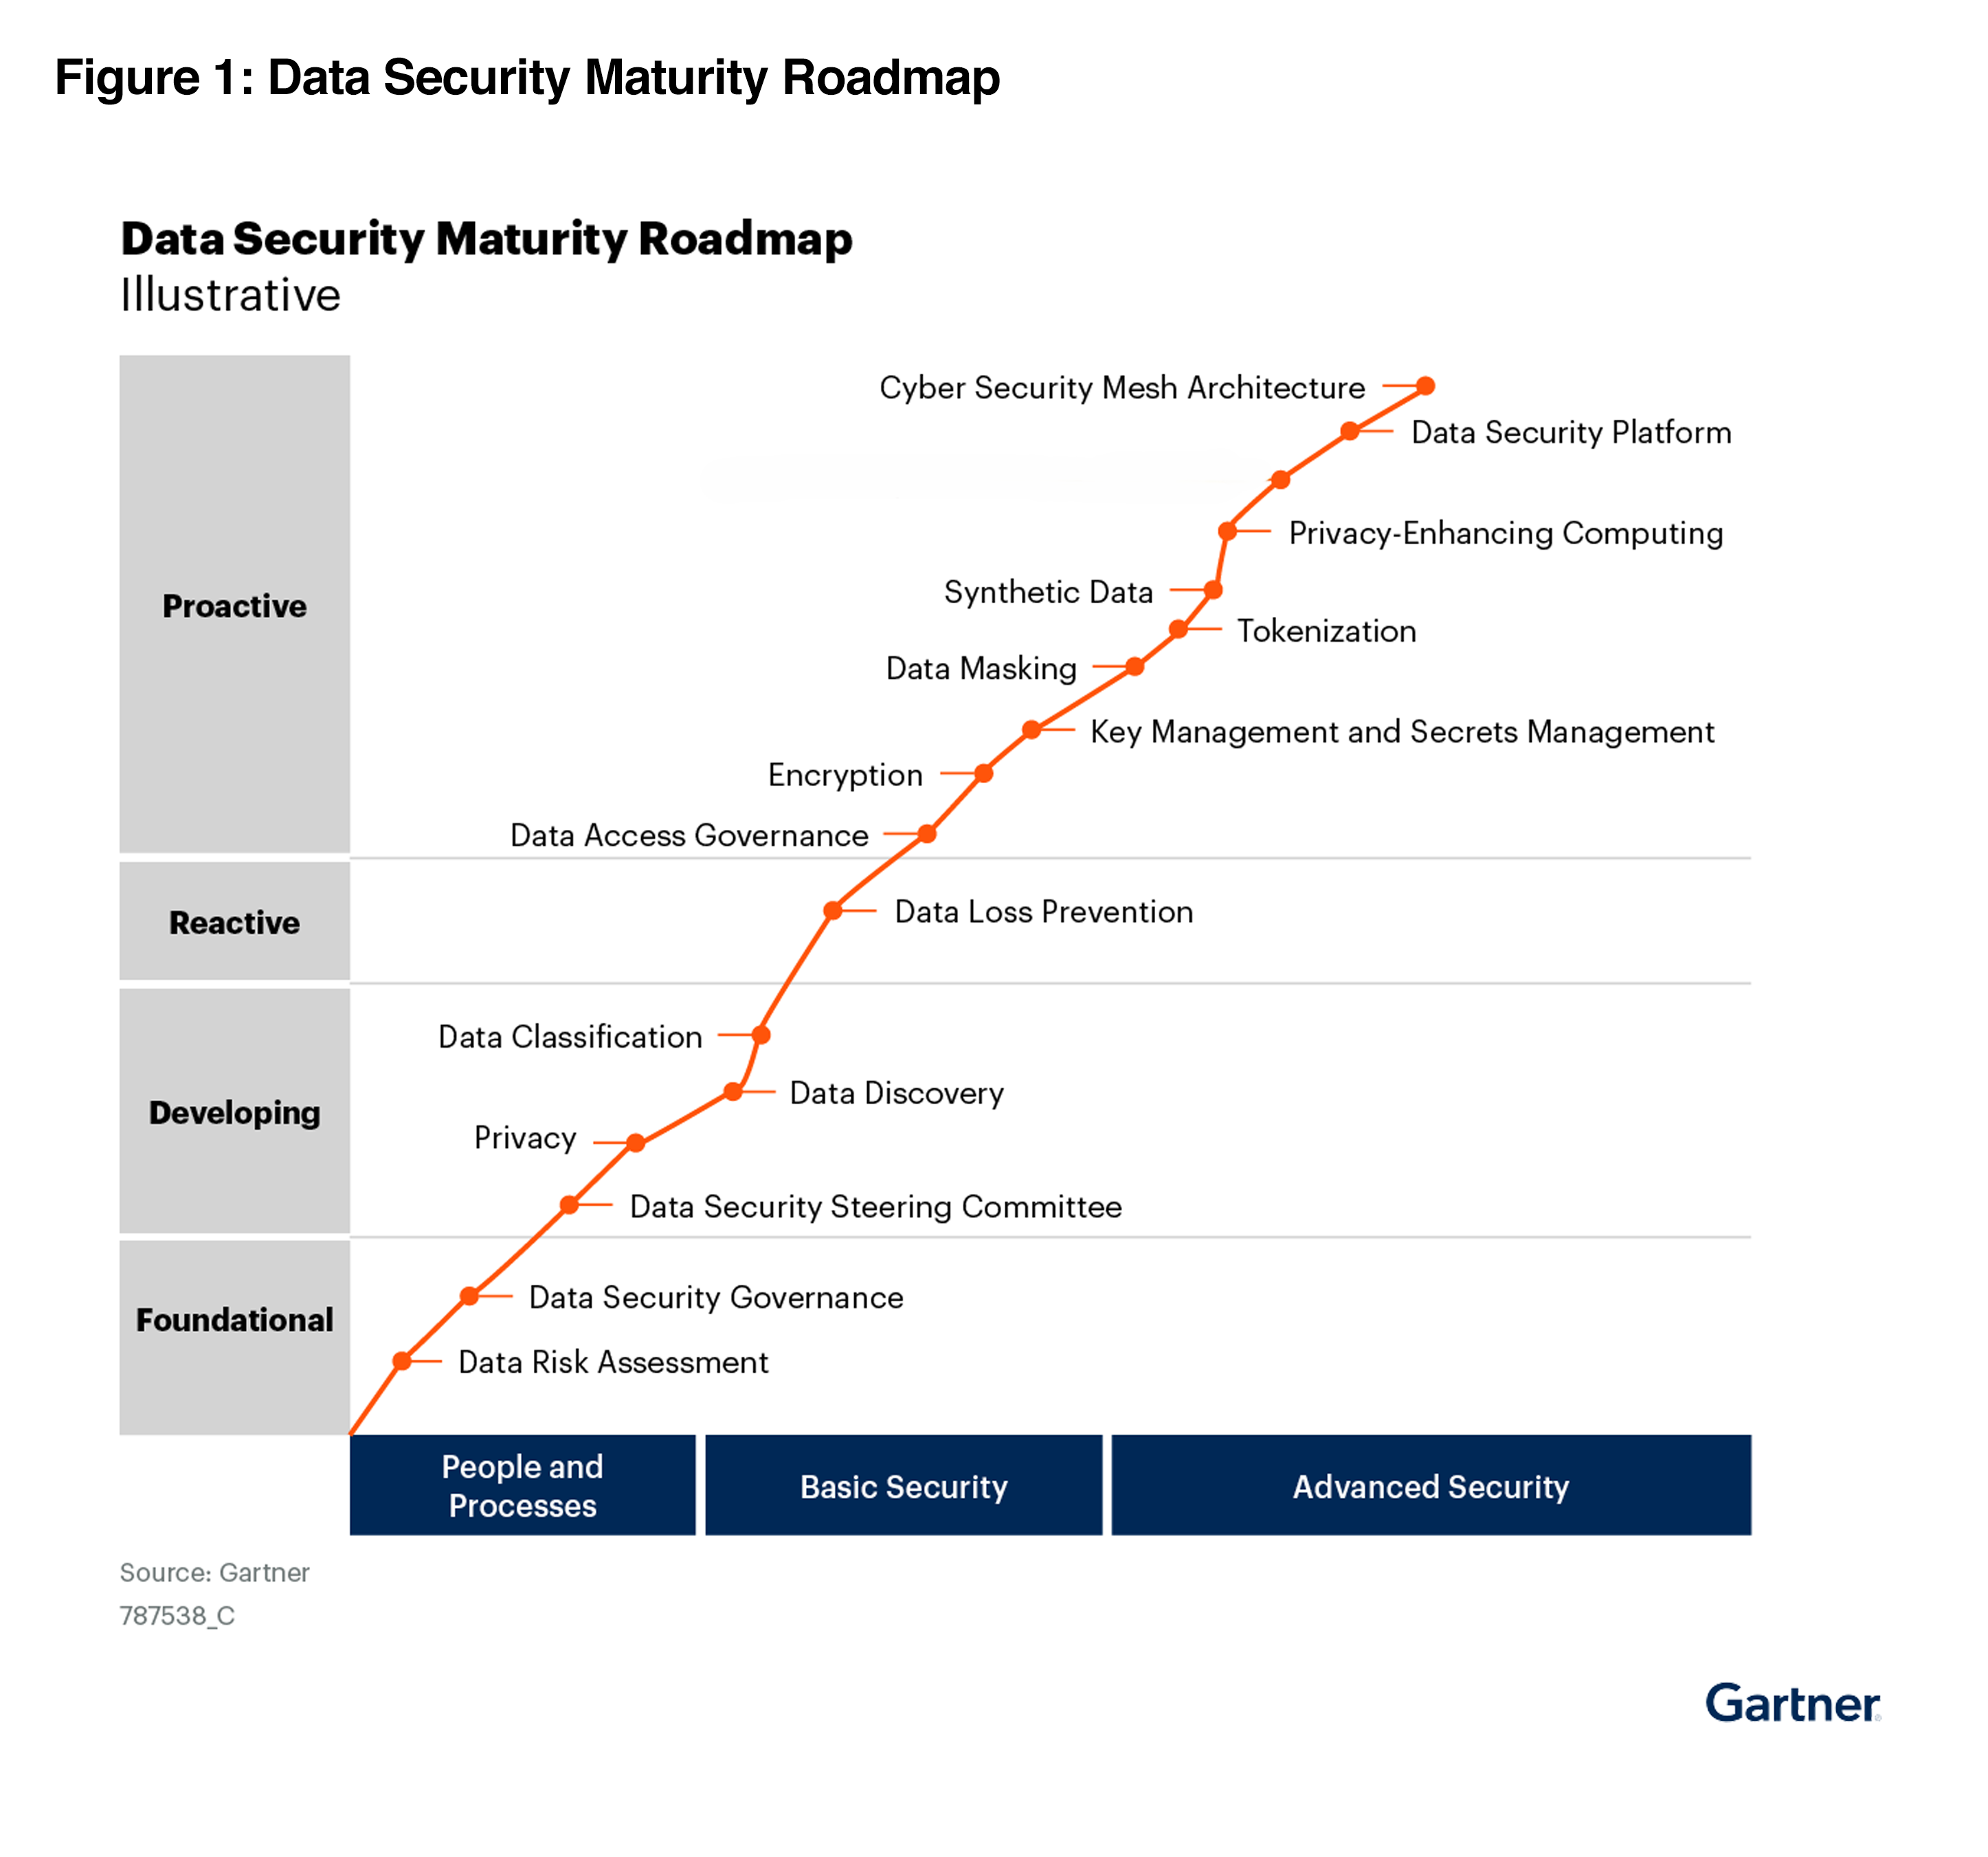 Figure 1: Data Security Maturity Roadmap
Data Security Maturity Roadmap
Illustrative
Cyber Security Mesh Architecture
Data Security Platform
Privacy-Enhancing Computing
Proactive
Synthetic Data
Tokenization
Data Masking
Key Management and Secrets Management
Encryption
Data Access Governance
Reactive
Data Loss Prevention
Data Classification
Data Discovery
Developing
Privacy
Data Security Steering Committee
Foundational
Data Security Governance
Data Risk Assessment
People and
Processes
Basic Security
Advanced Security
Source: Gartner
787538_C
Gartner®